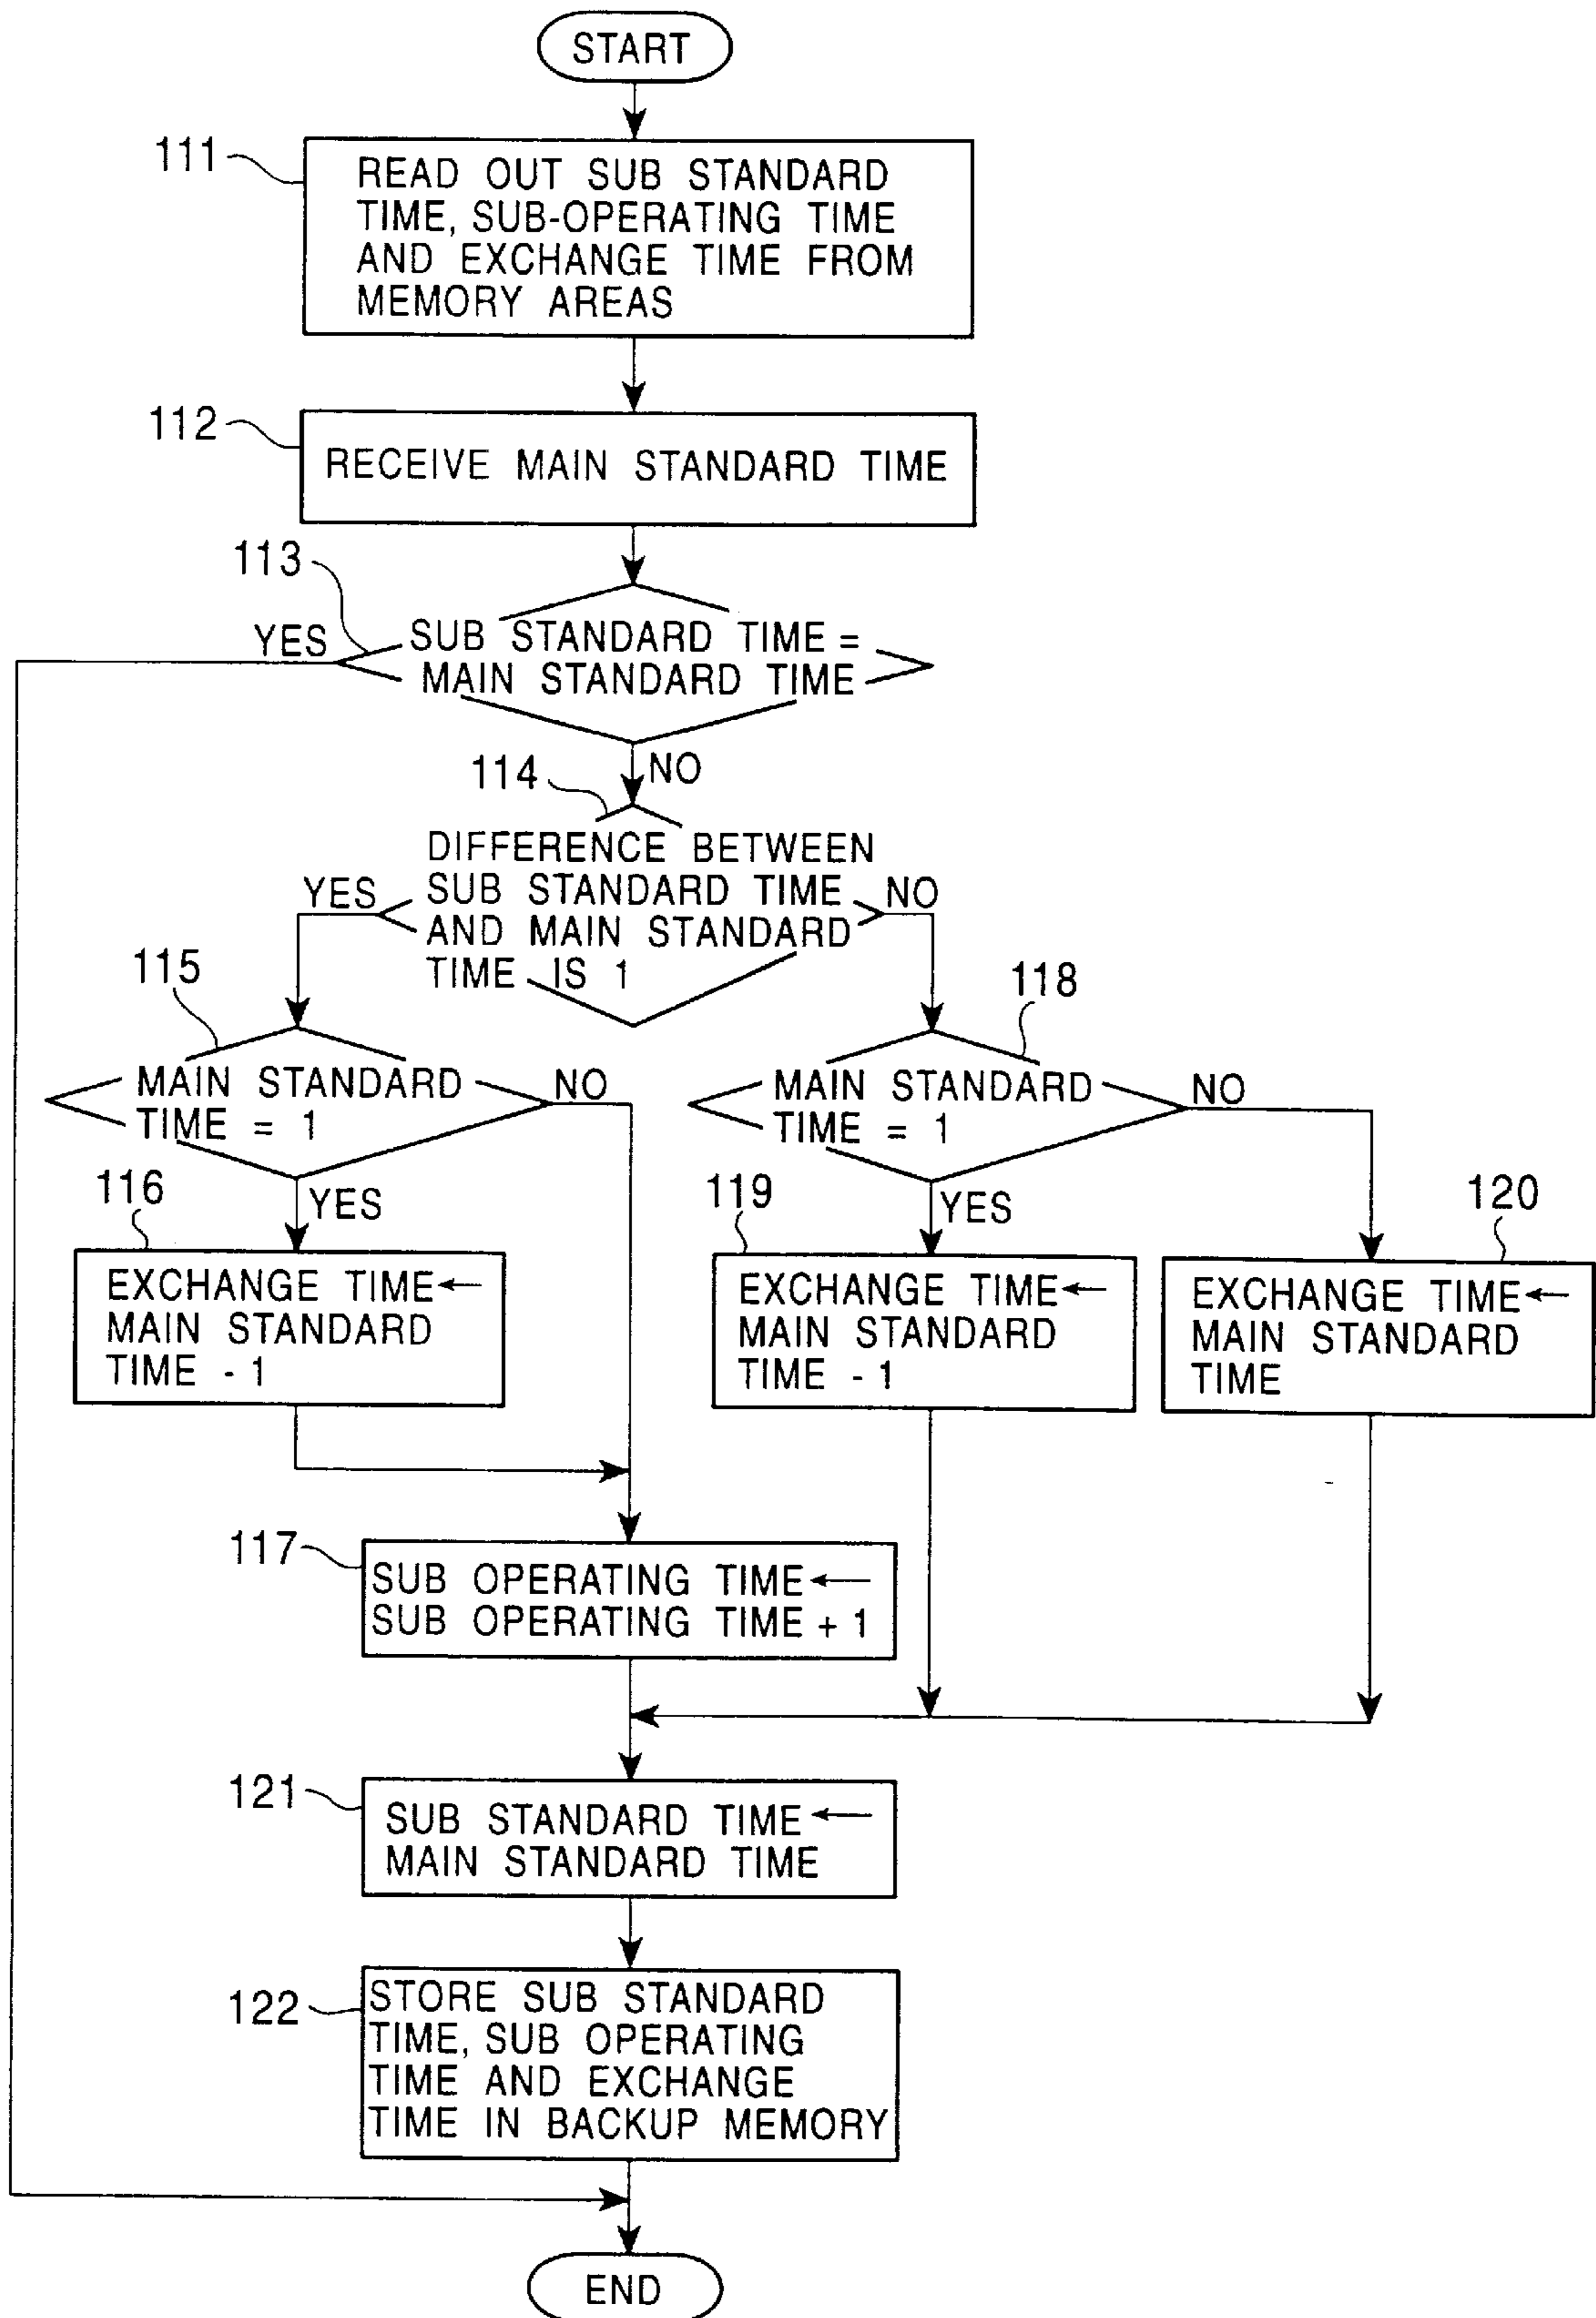 START
111
READ OUT SUB STANDARD
TIME, SUB-OPERATING TIME
AND EXCHANGE TIME FROM
MEMORY AREAS
112
RECEIVE MAIN STANDARD TIME
113
YES
SUB STANDARD TIME =
MAIN STANDARD TIME
NO
114
DIFFERENCE BETWEEN
SUB STANDARD TIME
AND MAIN STANDARD
TIME IS 1
YES
NO
115
MAIN STANDARD
TIME = 1
NO
YES
118
MAIN STANDARD
TIME = 1
NO
YES
116
EXCHANGE TIME←
MAIN STANDARD
TIME - 1
119
EXCHANGE TIME←
MAIN STANDARD
TIME - 1
120
EXCHANGE TIME←
MAIN STANDARD
TIME
117
SUB OPERATING TIME←
SUB OPERATING TIME + 1
121
SUB STANDARD TIME←
MAIN STANDARD TIME
122
STORE SUB STANDARD
TIME, SUB OPERATING
TIME AND EXCHANGE
TIME IN BACKUP MEMORY
END